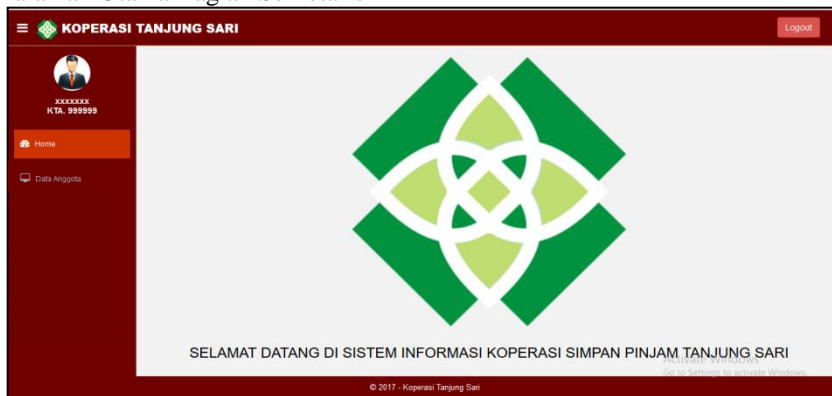 KOPERASI TANJUNG SARI
Logout
xxxxxxx
KTA. 999999
Home
Data Anggota
SELAMAT DATANG DI SISTEM INFORMASI KOPERASI SIMPAN PINJAM TANJUNG SARI
Activate Windows
Go to Settings to activate Windows.
© 2017 - Koperasi Tanjung Sari